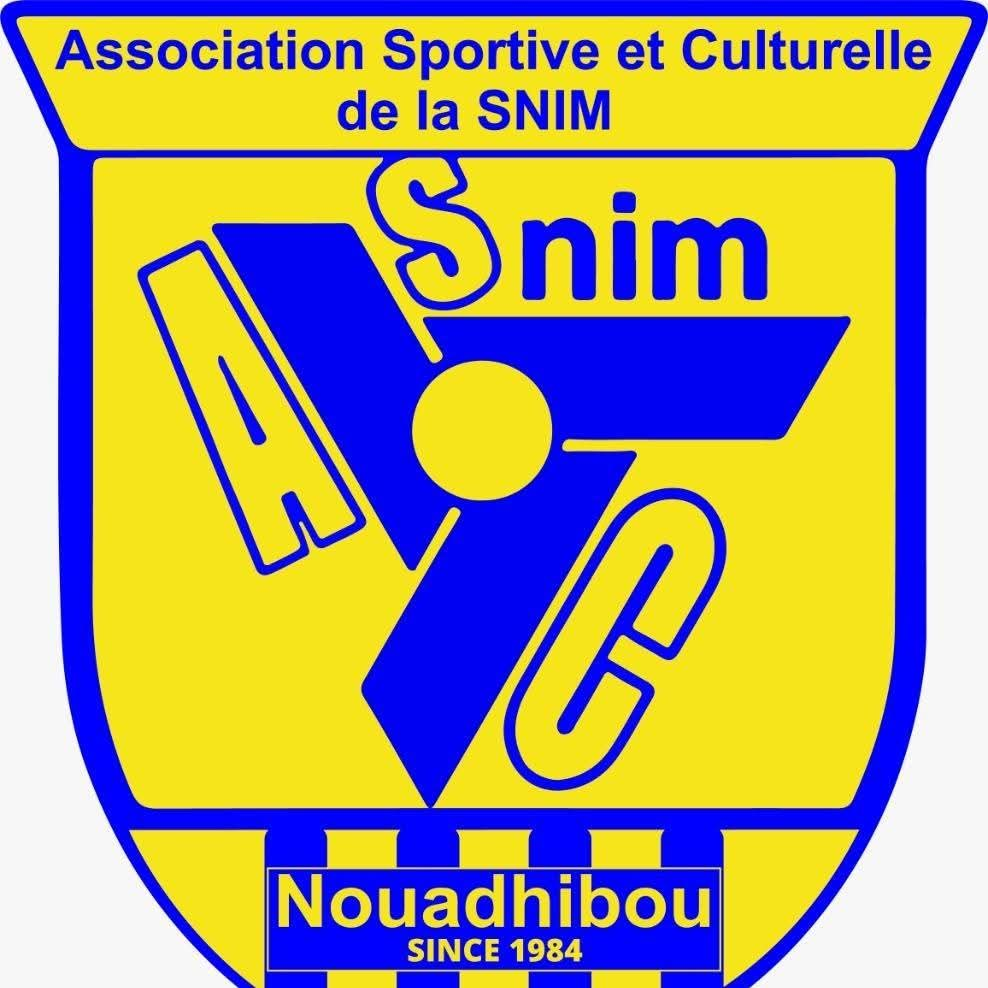 Association Sportive et Culturelle
de la SNIM
Snim
A
C
Nouadhibou
SINCE 1984